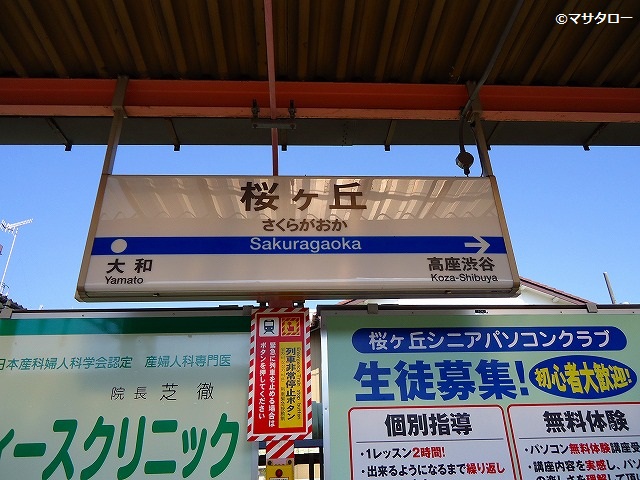 ©マサタロー
桜ヶ丘
さくらがおか
Sakuragaoka
大和
Yamato
高座渋谷
Koza-Shibuya
日本産科婦人科学会認定 産婦人科専門医
院長 芝 徹
ィースクリニック
緊急に列車を止める場合は
ボタンを押してください
列車非常停止ボタン
桜ヶ丘シニアパソコンクラブ
生徒募集!
初心者大歓迎!
個別指導
・1レッスン2時間!
・出来るようになるまで繰り返し
無料体験
・パソコン無料体験講座受
講座内容を実感し、パソ